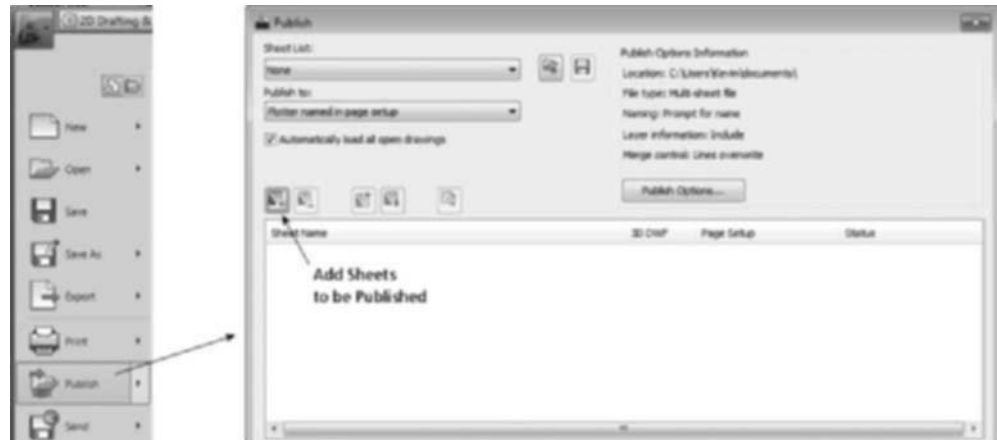 2D Drafting &
New
Open
Save
Save As
Export
Print
Publish
Send
Publish
Sheet List:
None
Publish to:
Plotter named in page setup
Automatically load all open drawings
Publish Options Information
Location: C:\Users\Kevin\documents\
File type: Multi-sheet file
Naming: Prompt for name
Layer information: Include
Merge control: Lines overwrite
Publish Options...
Sheet Name 3D DWF Page Setup Status
Add Sheets
to be Published